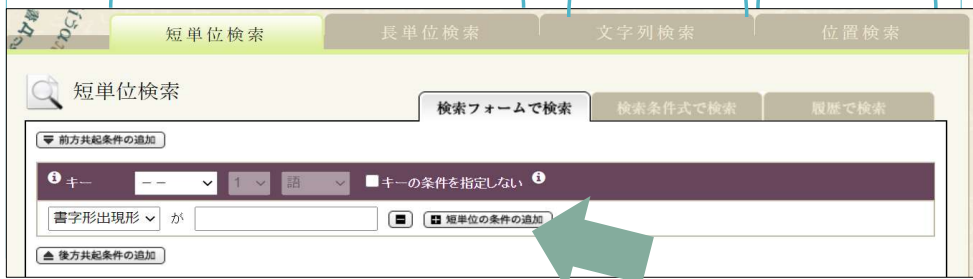 短単位検索 長単位検索 文字列検索 位置検索
短単位検索
検索フォームで検索 検索条件式で検索 履歴で検索
前方共起条件の追加
キー -- 1 語 キーの条件を指定しない
書字形出現形 が 短単位の条件の追加
後方共起条件の追加